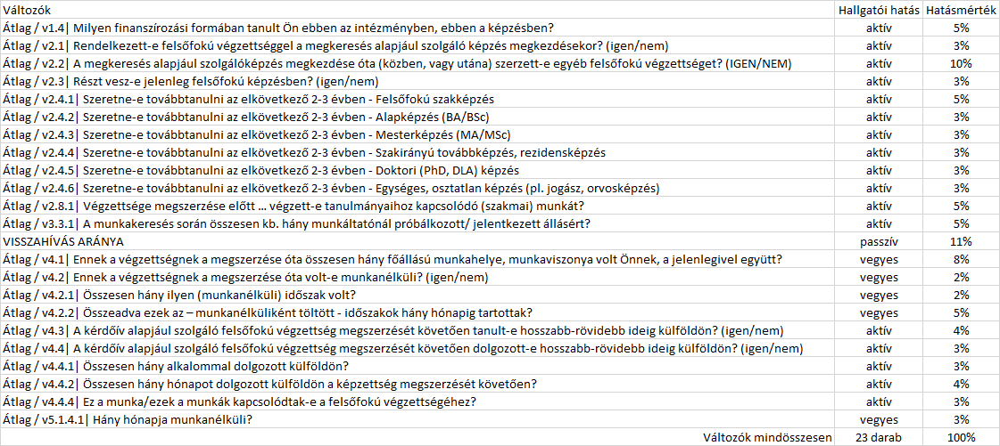 Változók Hallgatói hatás Hatásmérték
Átlag / v1.4| Milyen finanszírozási formában tanult Ön ebben az intézményben, ebben a képzésben? aktív 5%
Átlag / v2.1| Rendelkezett-e felsőfokú végzettséggel a megkeresés alapjául szolgáló képzés megkezdésekor? (igen/nem) aktív 3%
Átlag / v2.2| A megkeresés alapjául szolgálóképzés megkezdése óta (közben, vagy utána) szerzett-e egyéb felsőfokú végzettséget? (IGEN/NEM) aktív 10%
Átlag / v2.3| Részt vesz-e jelenleg felsőfokú képzésben? (igen/nem) aktív 3%
Átlag / v2.4.1| Szeretne-e továbbtanulni az elkövetkező 2-3 évben - Felsőfokú szakképzés aktív 5%
Átlag / v2.4.2| Szeretne-e továbbtanulni az elkövetkező 2-3 évben - Alapképzés (BA/BSc) aktív 3%
Átlag / v2.4.3| Szeretne-e továbbtanulni az elkövetkező 2-3 évben - Mesterképzés (MA/MSc) aktív 3%
Átlag / v2.4.4| Szeretne-e továbbtanulni az elkövetkező 2-3 évben - Szakirányú továbbképzés, rezidensképzés aktív 3%
Átlag / v2.4.5| Szeretne-e továbbtanulni az elkövetkező 2-3 évben - Doktori (PhD, DLA) képzés aktív 3%
Átlag / v2.4.6| Szeretne-e továbbtanulni az elkövetkező 2-3 évben - Egységes, osztatlan képzés (pl. jogász, orvosképzés) aktív 3%
Átlag / v2.8.1| Végzettsége megszerzése előtt … végzett-e tanulmányaihoz kapcsolódó (szakmai) munkát? aktív 5%
Átlag / v3.3.1| A munkakeresés során összesen kb. hány munkáltatónál próbálkozott/ jelentkezett állásért? aktív 5%
VISSZAHÍVÁS ARÁNYA passzív 11%
Átlag / v4.1| Ennek a végzettségnek a megszerzése óta összesen hány főállású munkahelye, munkaviszonya volt Önnek, a jelenlegivel együtt? vegyes 8%
Átlag / v4.2| Ennek a végzettségnek a megszerzése óta volt-e munkanélküli? (igen/nem) vegyes 2%
Átlag / v4.2.1| Összesen hány ilyen (munkanélküli) időszak volt? vegyes 2%
Átlag / v4.2.2| Összeadva ezek az – munkanélküliként töltött - időszakok hány hónapig tartottak? vegyes 5%
Átlag / v4.3| A kérdőív alapjául szolgáló felsőfokú végzettség megszerzését követően tanult-e hosszabb-rövidebb ideig külföldön? (igen/nem) aktív 4%
Átlag / v4.4| A kérdőív alapjául szolgáló felsőfokú végzettség megszerzését követően dolgozott-e hosszabb-rövidebb ideig külföldön? (igen/nem) aktív 3%
Átlag / v4.4.1| Összesen hány alkalommal dolgozott külföldön? aktív 3%
Átlag / v4.4.2| Összesen hány hónapot dolgozott külföldön a képzettség megszerzését követően? aktív 4%
Átlag / v4.4.4| Ez a munka/ezek a munkák kapcsolódtak-e a felsőfokú végzettségéhez? aktív 3%
Átlag / v5.1.4.1| Hány hónapja munkanélküli? vegyes 3%
Változók mindösszesen 23 darab 100%